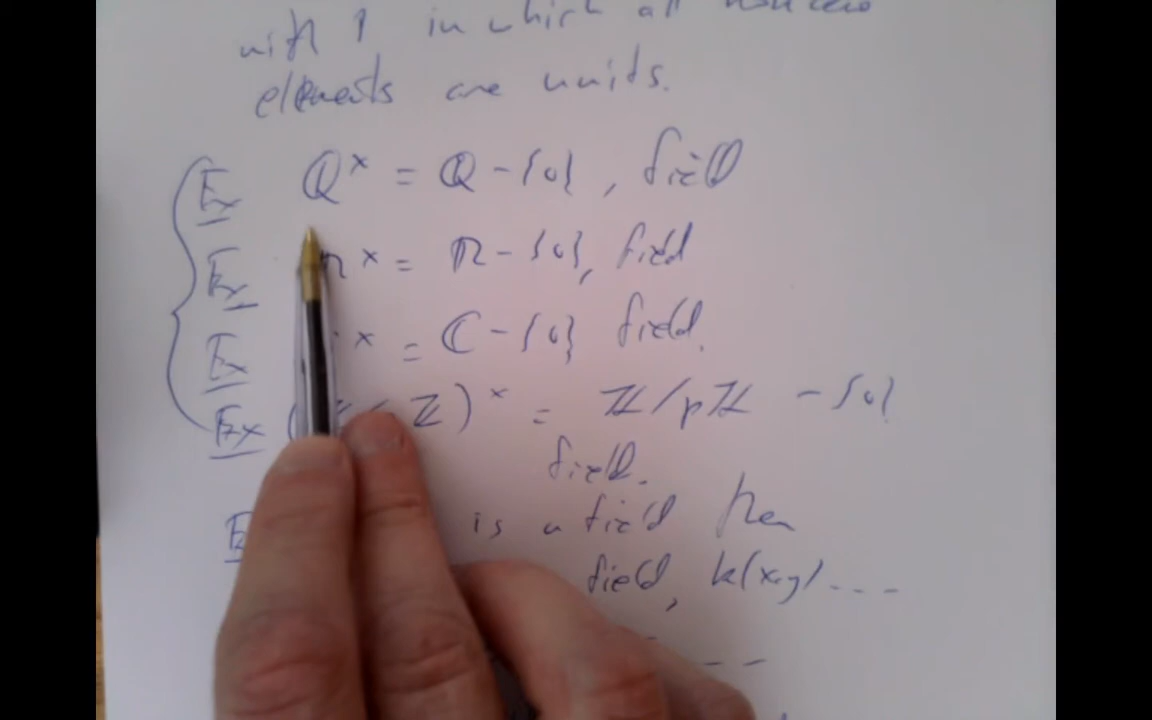 with 1 in which all nonzero
elements are units.
Ex ℚ^× = ℚ - {0}, field
Ex ℝ^× = ℝ - {0}, field
Ex ^× = ℂ - {0} field.
Ex ( ℤ)^× = ℤ/pℤ - {0}
field.
is a field then
field, k(x,y) ...